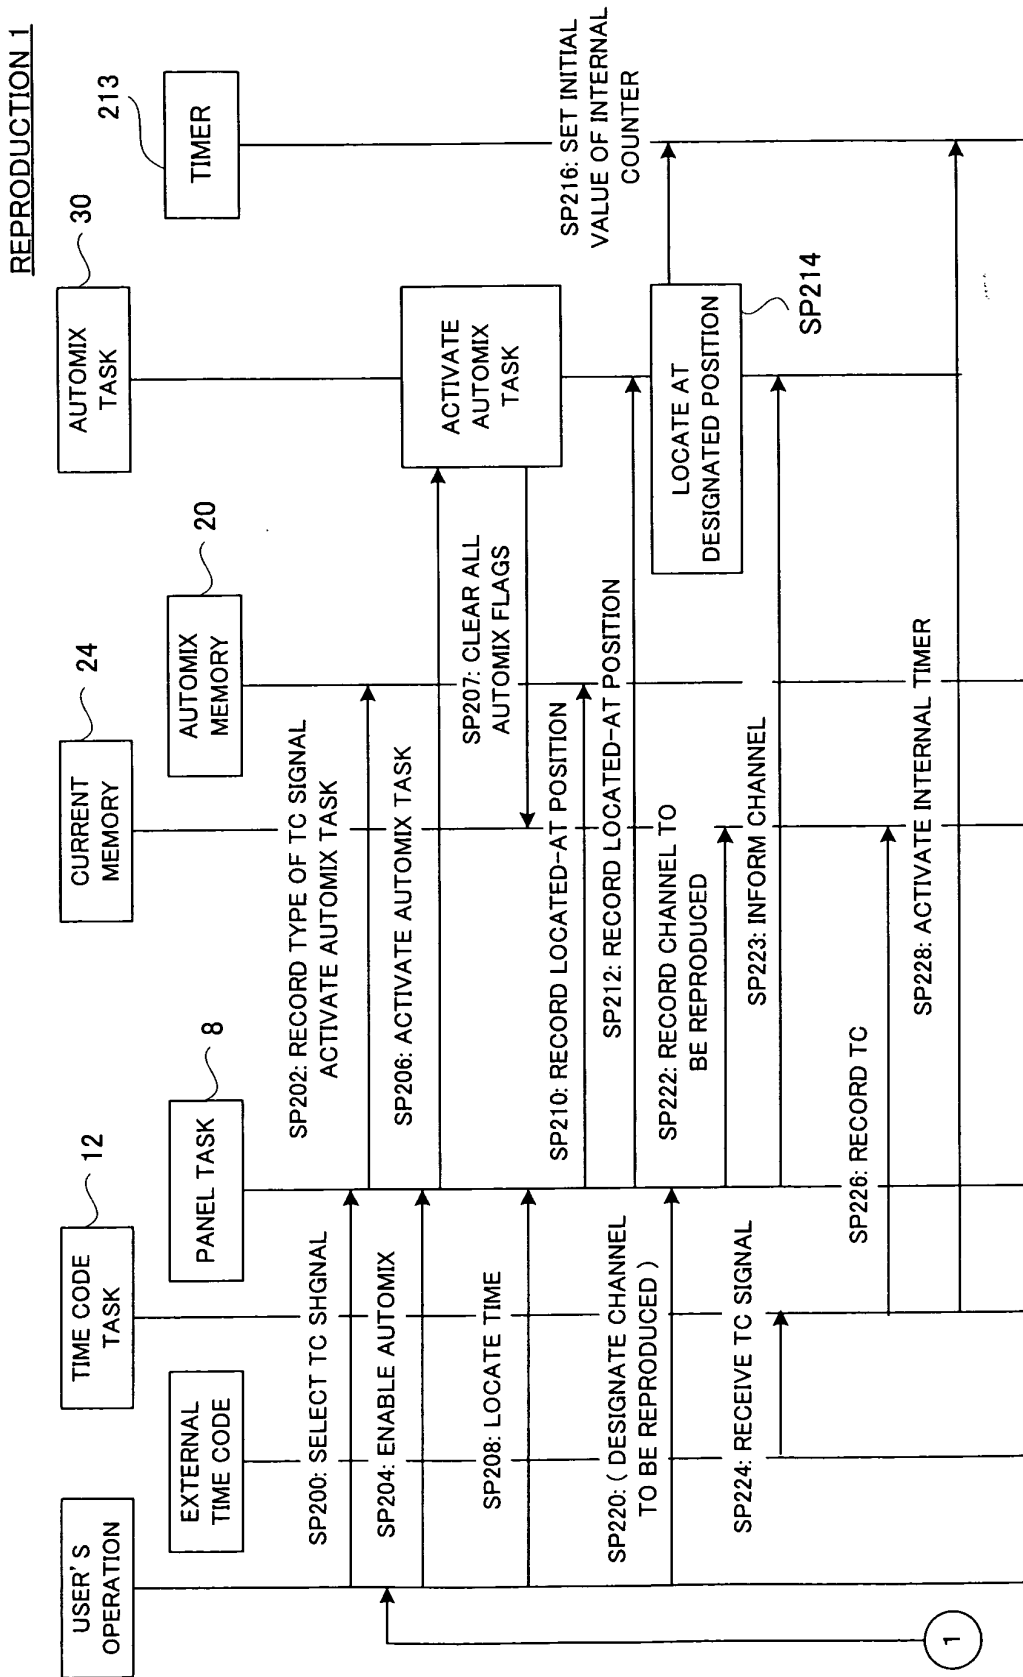 REPRODUCTION 1
USER'S
OPERATION
EXTERNAL
TIME CODE
TIME CODE
TASK
12
PANEL TASK
8
CURRENT
MEMORY
24
AUTOMIX
MEMORY
20
AUTOMIX
TASK
30
TIMER
213
SP200: SELECT TC SHGNAL
SP202: RECORD TYPE OF TC SIGNAL
ACTIVATE AUTOMIX TASK
SP204: ENABLE AUTOMIX
SP206: ACTIVATE AUTOMIX TASK
ACTIVATE
AUTOMIX
TASK
SP207: CLEAR ALL
AUTOMIX FLAGS
SP208: LOCATE TIME
SP210: RECORD LOCATED-AT POSITION
SP212: RECORD LOCATED-AT POSITION
LOCATE AT
DESIGNATED POSITION
SP214
SP216: SET INITIAL
VALUE OF INTERNAL
COUNTER
SP220: ( DESIGNATE CHANNEL
TO BE REPRODUCED )
SP222: RECORD CHANNEL TO
BE REPRODUCED
SP223: INFORM CHANNEL
SP224: RECEIVE TC SIGNAL
SP226: RECORD TC
SP228: ACTIVATE INTERNAL TIMER
1